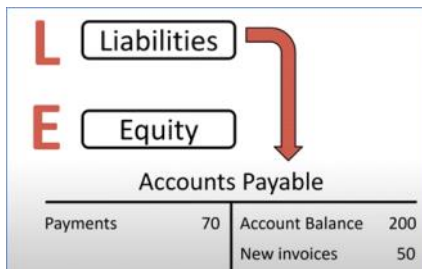 L Liabilities
E Equity
Accounts Payable
Payments 70 Account Balance 200
New invoices 50